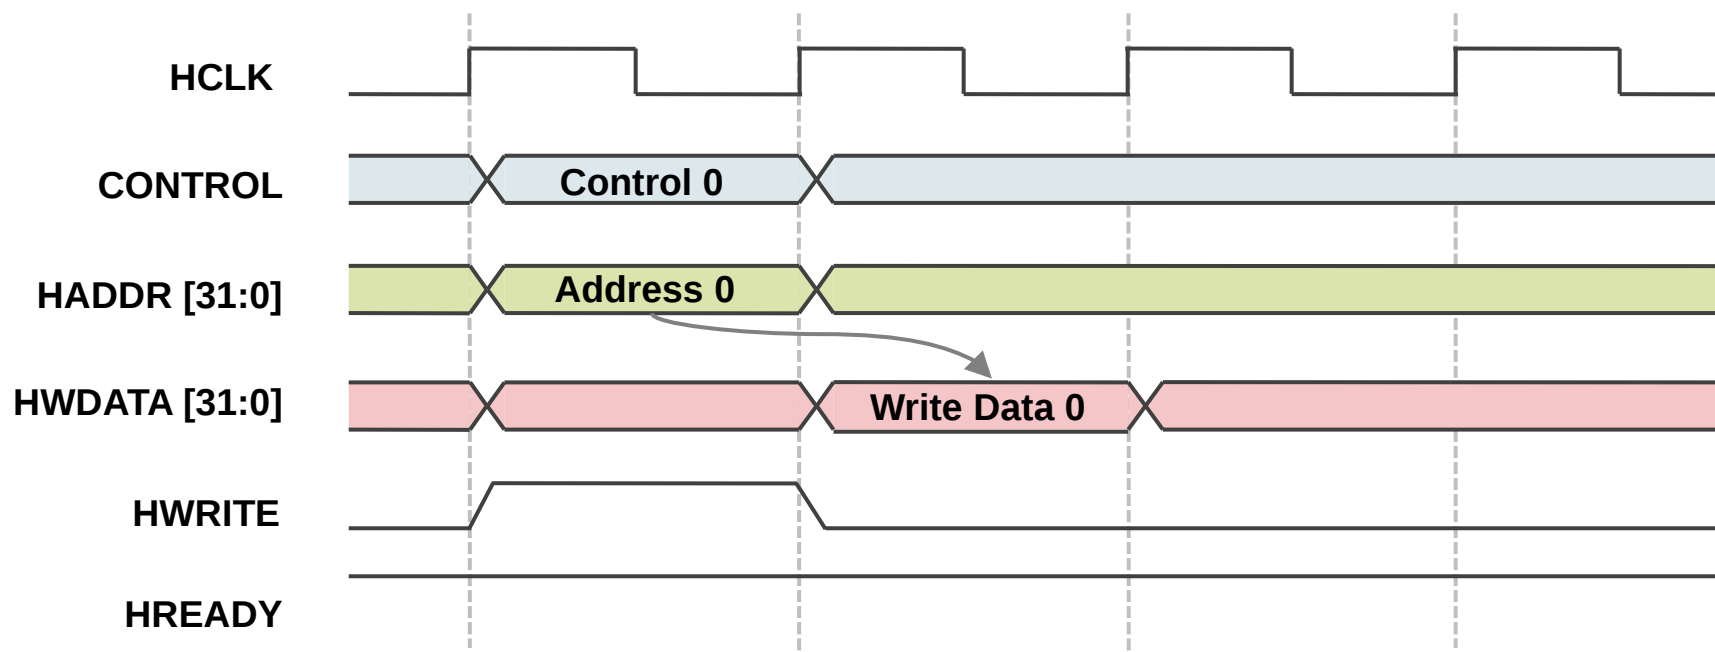 HCLK
CONTROL
Control 0
HADDR [31:0]
Address 0
HWDATA [31:0]
Write Data 0
HWRITE
HREADY